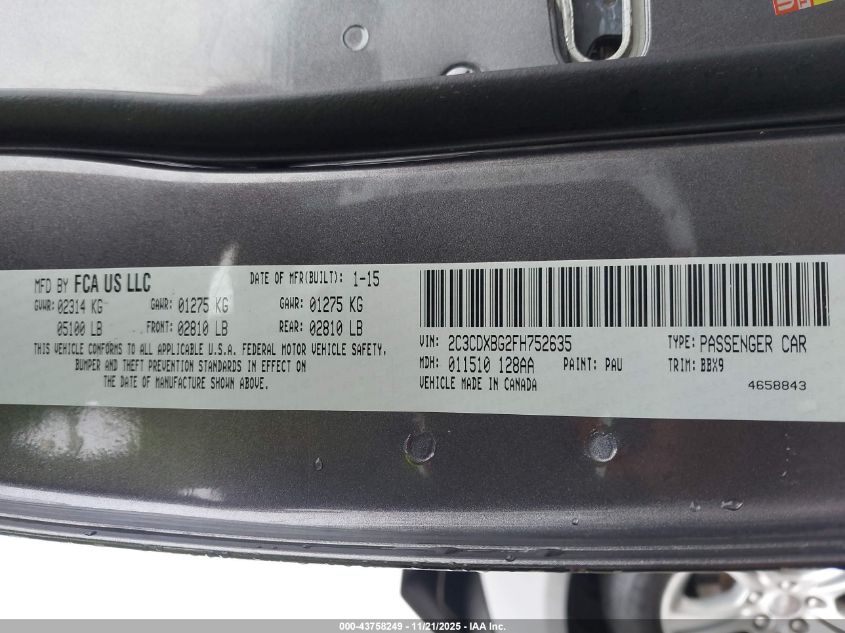 MFD BY FCA US LLC
DATE OF MFR(BUILT): 1-15
GVWR: 02314 KG GAWR: 01275 KG GAWR: 01275 KG
05100 LB FRONT: 02810 LB REAR: 02810 LB
THIS VEHICLE CONFORMS TO ALL APPLICABLE U.S.A. FEDERAL MOTOR VEHICLE SAFETY,
BUMPER AND THEFT PREVENTION STANDARDS IN EFFECT ON
THE DATE OF MANUFACTURE SHOWN ABOVE.
VIN: 2C3CDXBG2FH752635 TYPE: PASSENGER CAR
MDH: 011510 128AA PAINT: PAU TRIM: BBX9
VEHICLE MADE IN CANADA 4658843
000-43758249 - 11/21/2025 - IAA Inc.